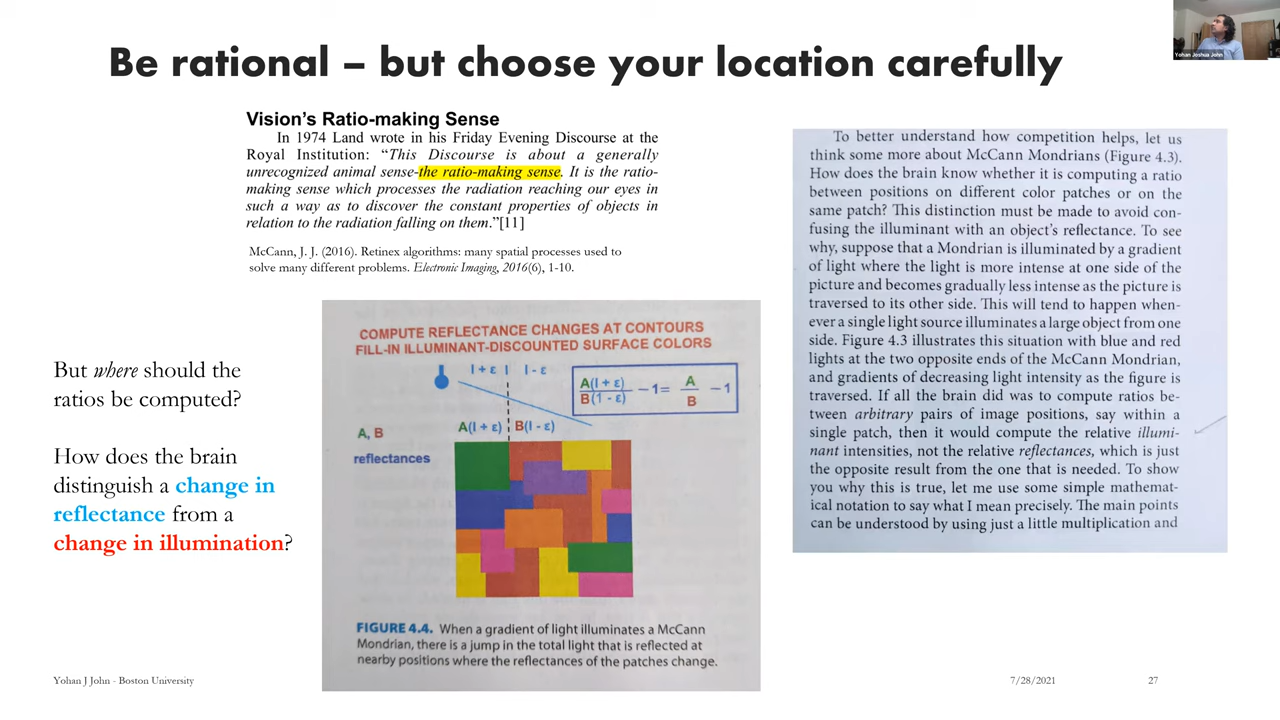 Be rational – but choose your location carefully
Yohan Joshua John
Vision's Ratio-making Sense
In 1974 Land wrote in his Friday Evening Discourse at the
Royal Institution: “This Discourse is about a generally
unrecognized animal sense-the ratio-making sense. It is the ratio-
making sense which processes the radiation reaching our eyes in
such a way as to discover the constant properties of objects in
relation to the radiation falling on them.”[11]
McCann, J. J. (2016). Retinex algorithms: many spatial processes used to
solve many different problems. Electronic Imaging, 2016(6), 1-10.
But where should the
ratios be computed?
How does the brain
distinguish a change in
reflectance from a
change in illumination?
COMPUTE REFLECTANCE CHANGES AT CONTOURS
FILL-IN ILLUMINANT-DISCOUNTED SURFACE COLORS
I + ε I - ε
A(I + ε)
B(I - ε)
- 1 =
A
B
- 1
A, B
reflectances
A(I + ε) B(I - ε)
FIGURE 4.4. When a gradient of light illuminates a McCann
Mondrian, there is a jump in the total light that is reflected at
nearby positions where the reflectances of the patches change.
To better understand how competition helps, let us
think some more about McCann Mondrians (Figure 4.3).
How does the brain know whether it is computing a ratio
between positions on different color patches or on the
same patch? This distinction must be made to avoid con-
fusing the illuminant with an object's reflectance. To see
why, suppose that a Mondrian is illuminated by a gradient
of light where the light is more intense at one side of the
picture and becomes gradually less intense as the picture is
traversed to its other side. This will tend to happen when-
ever a single light source illuminates a large object from one
side. Figure 4.3 illustrates this situation with blue and red
lights at the two opposite ends of the McCann Mondrian,
and gradients of decreasing light intensity as the figure is
traversed. If all the brain did was to compute ratios be-
tween arbitrary pairs of image positions, say within a
single patch, then it would compute the relative illumi-
nant intensities, not the relative reflectances, which is just
the opposite result from the one that is needed. To show
you why this is true, let me use some simple mathemat-
ical notation to say what I mean precisely. The main points
can be understood by using just a little multiplication and
Yohan J John - Boston University
7/28/2021
27